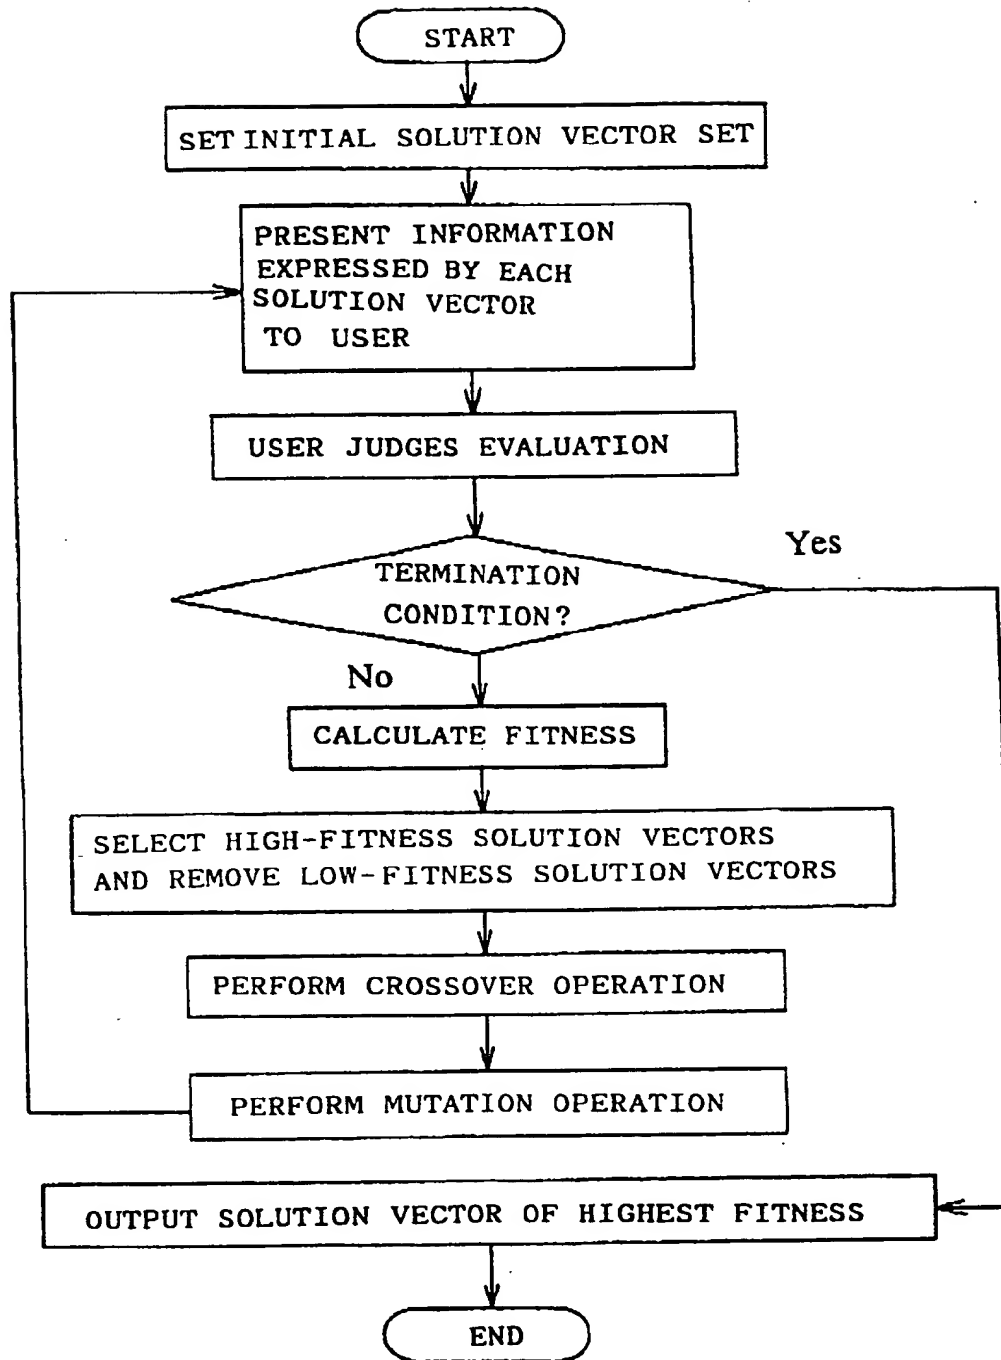 START
SET INITIAL SOLUTION VECTOR SET
PRESENT INFORMATION
EXPRESSED BY EACH
SOLUTION VECTOR
TO USER
USER JUDGES EVALUATION
TERMINATION
CONDITION?
Yes
No
CALCULATE FITNESS
SELECT HIGH-FITNESS SOLUTION VECTORS
AND REMOVE LOW-FITNESS SOLUTION VECTORS
PERFORM CROSSOVER OPERATION
PERFORM MUTATION OPERATION
OUTPUT SOLUTION VECTOR OF HIGHEST FITNESS
END